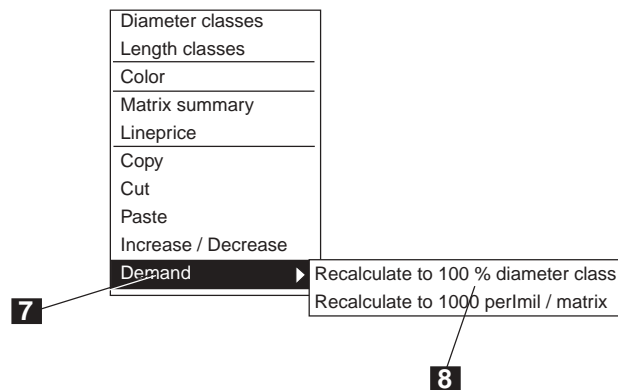 Diameter classes
Length classes
Color
Matrix summary
Lineprice
Copy
Cut
Paste
Increase / Decrease
Demand
Recalculate to 100 % diameter class
Recalculate to 1000 perImil / matrix
7
8